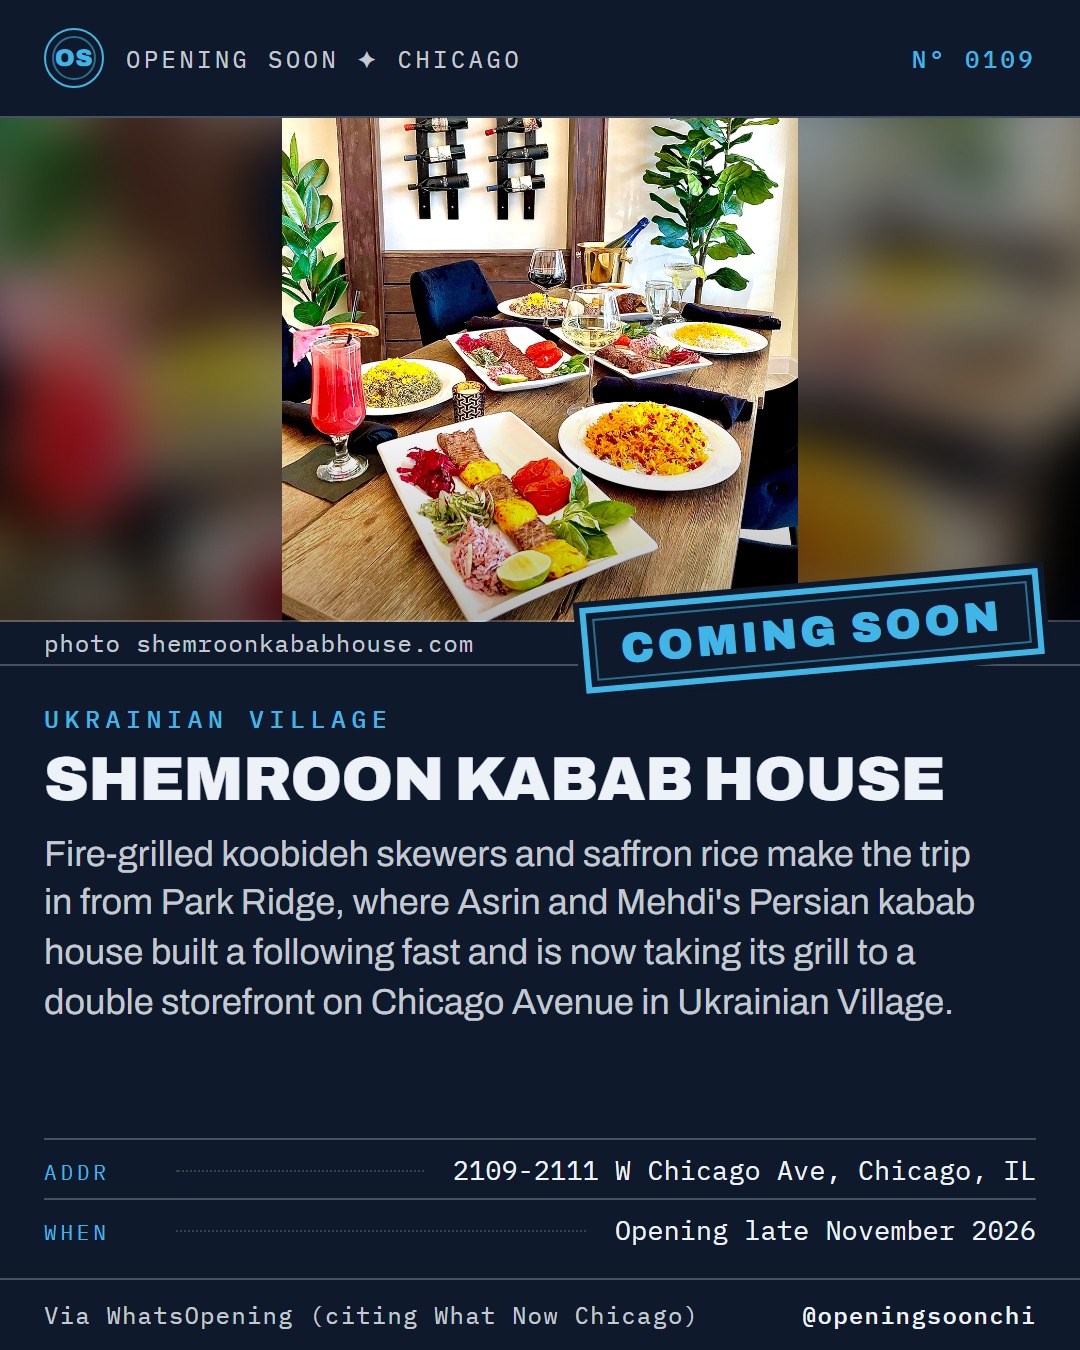 OS OPENING SOON ✦ CHICAGO N° 0109
photo shemroonkababhouse.com
COMING SOON
UKRAINIAN VILLAGE
SHEMROON KABAB HOUSE
Fire-grilled koobideh skewers and saffron rice make the trip
in from Park Ridge, where Asrin and Mehdi's Persian kabab
house built a following fast and is now taking its grill to a
double storefront on Chicago Avenue in Ukrainian Village.
ADDR 2109-2111 W Chicago Ave, Chicago, IL
WHEN Opening late November 2026
Via WhatsOpening (citing What Now Chicago) @openingsoonchi